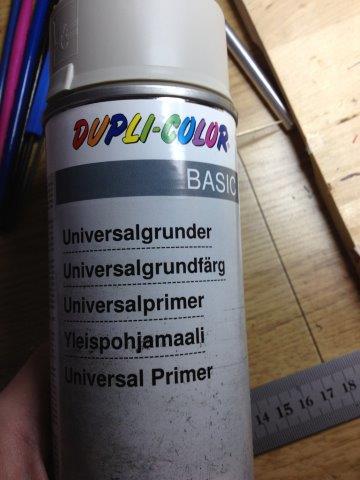 DUPLI-COLOR
BASIC
Universalgrunder
Universalgrundfärg
Universalprimer
Yleispohjamaali
Universal Primer
14 15 16 17 18